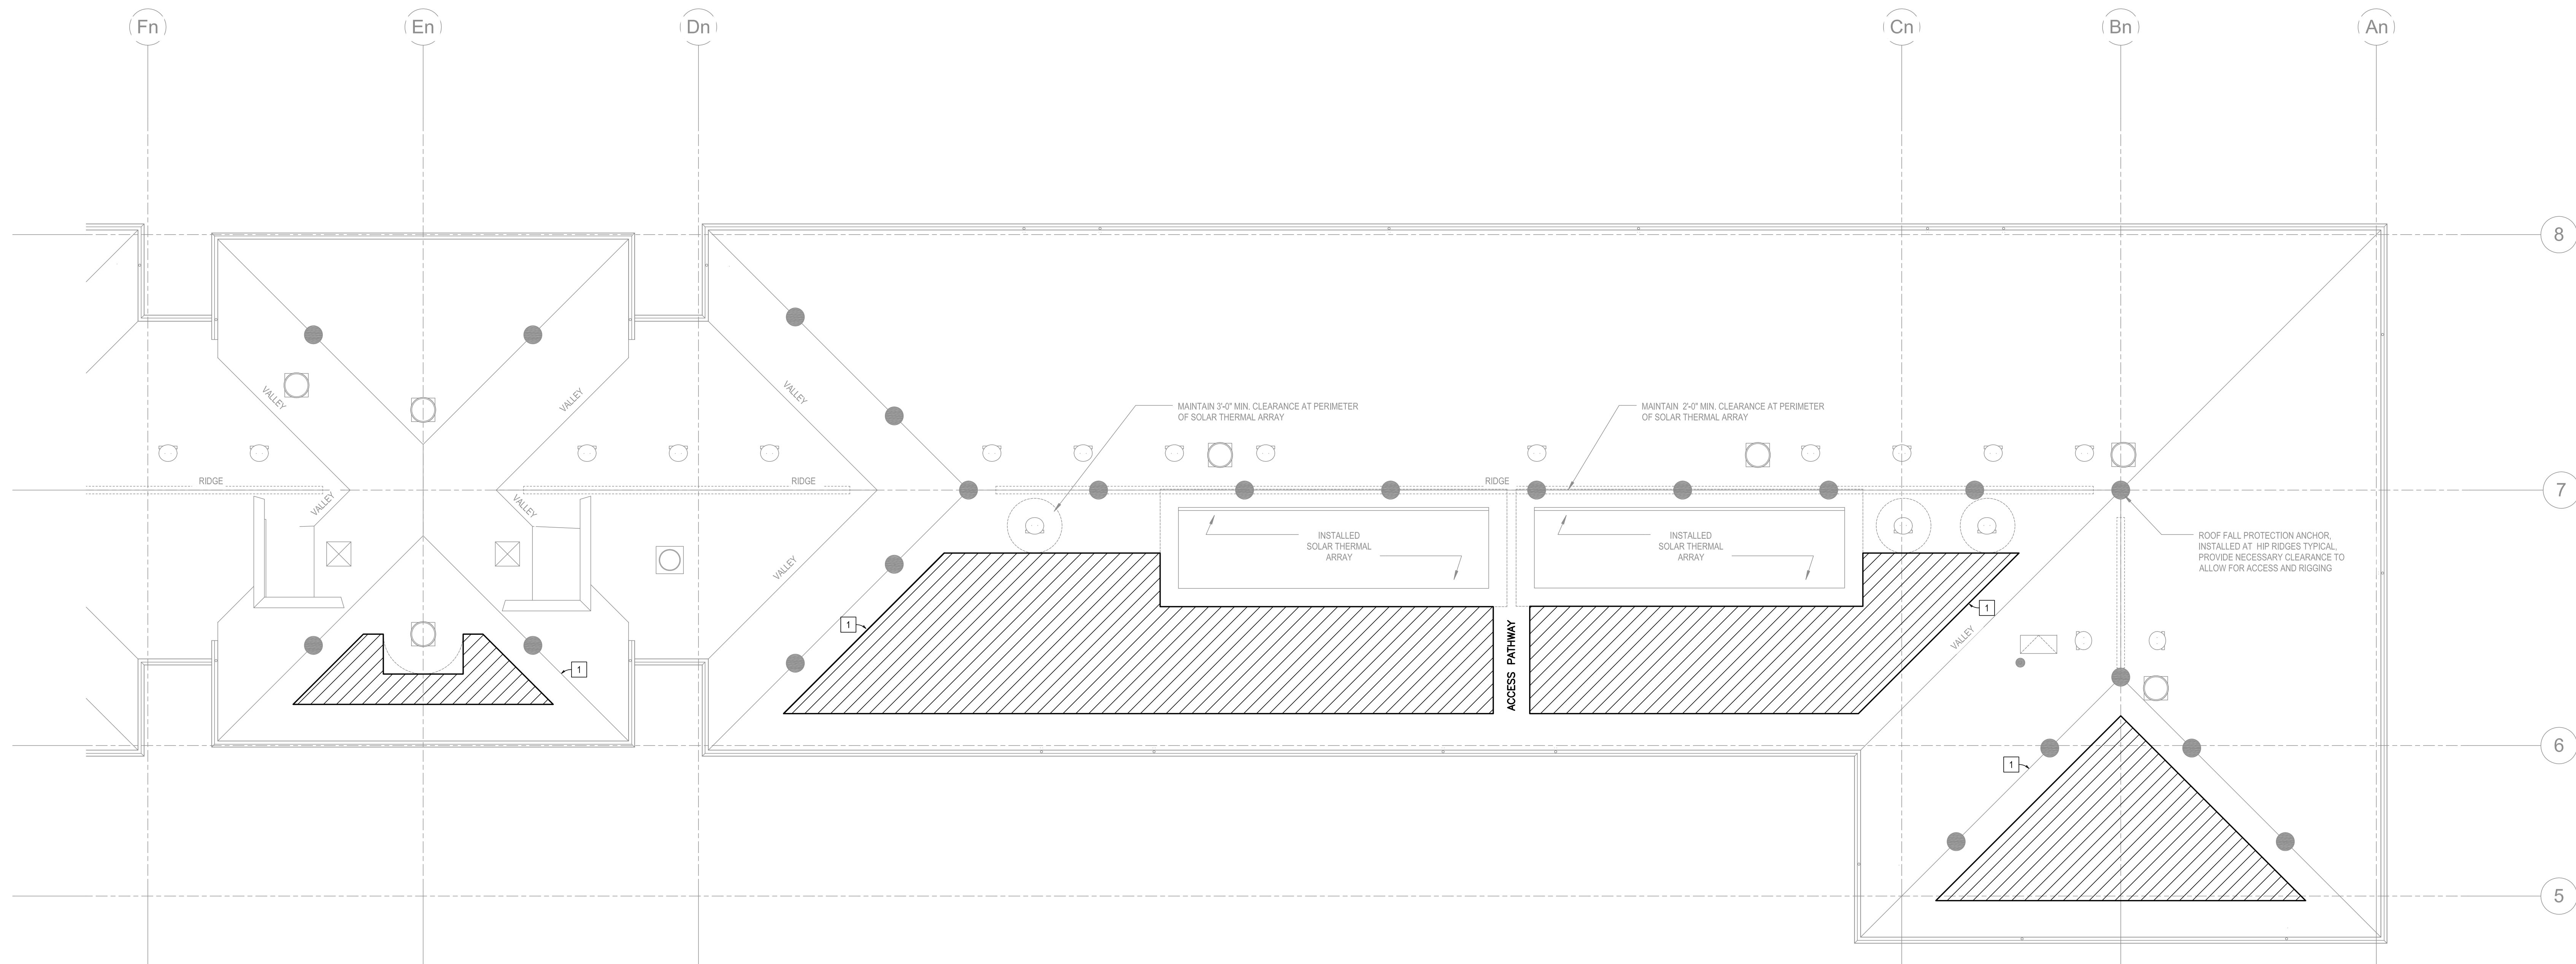 Fn
En
Dn
Cn
Bn
An
8
VALLEY
VALLEY
VALLEY
MAINTAIN 3'-0" MIN. CLEARANCE AT PERIMETER
OF SOLAR THERMAL ARRAY
MAINTAIN 2'-0" MIN. CLEARANCE AT PERIMETER
OF SOLAR THERMAL ARRAY
RIDGE
RIDGE
RIDGE
7
VALLEY
VALLEY
INSTALLED
SOLAR THERMAL
ARRAY
INSTALLED
SOLAR THERMAL
ARRAY
ROOF FALL PROTECTION ANCHOR,
INSTALLED AT HIP RIDGES TYPICAL,
PROVIDE NECESSARY CLEARANCE TO
ALLOW FOR ACCESS AND RIGGING
VALLEY
1
1
VALLEY
ACCESS PATHWAY
1
6
1
5